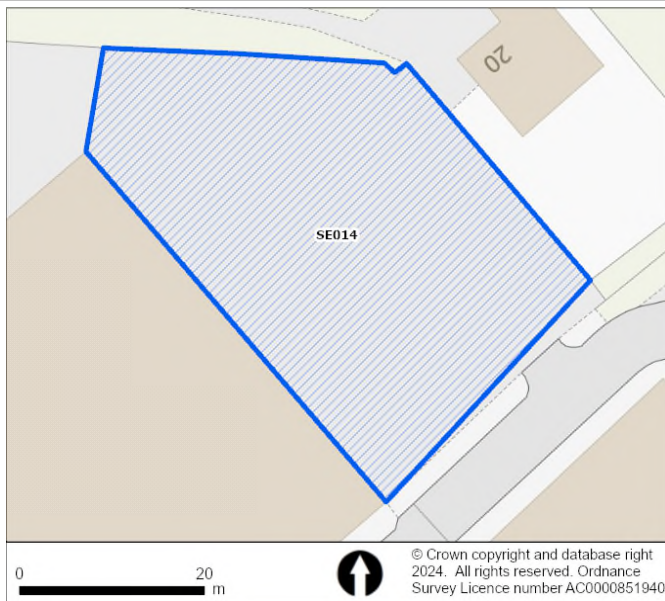 20
SE014
0 20
m
© Crown copyright and database right
2024. All rights reserved. Ordnance
Survey Licence number AC0000851940